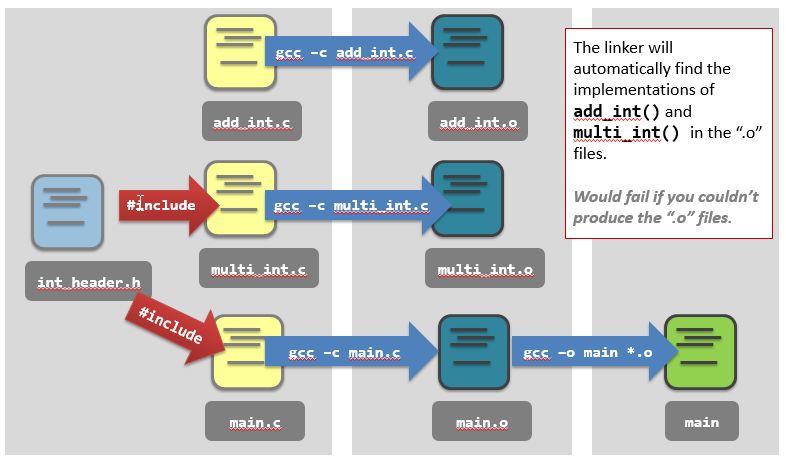 gcc -c add_int.c
add_int.c
add_int.o
The linker will
automatically find the
implementations of
add_int() and
multi_int() in the “.o”
files.
Would fail if you couldn’t
produce the “.o” files.
#include
gcc -c multi_int.c
int_header.h
multi_int.c
multi_int.o
#include
gcc -c main.c
gcc -o main *.o
main.c
main.o
main